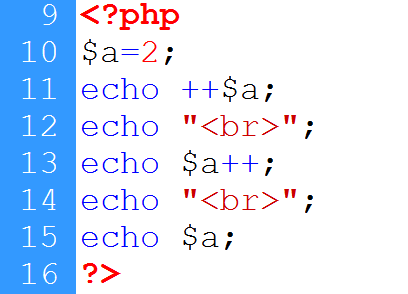 9 <?php
10 $a=2;
11 echo ++$a;
12 echo "<br>";
13 echo $a++;
14 echo "<br>";
15 echo $a;
16 ?>